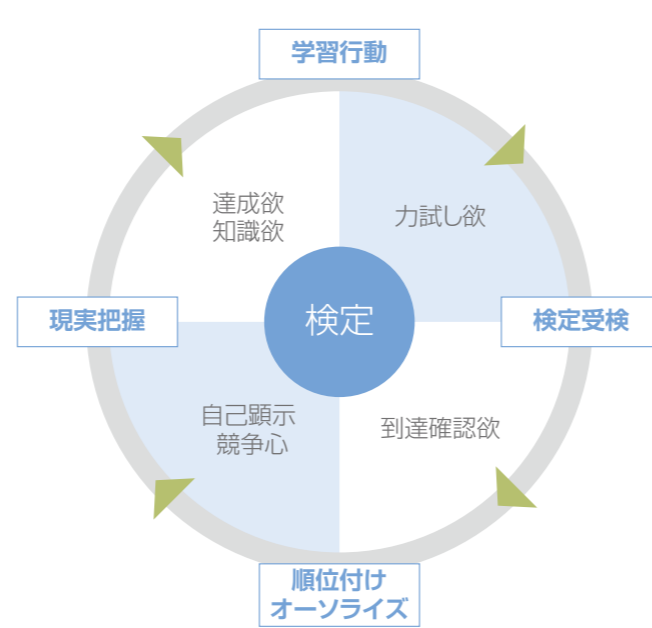 学習行動
達成欲
知識欲
力試し欲
現実把握
検定
検定受検
自己顕示
競争心
到達確認欲
順位付け
オーソライズ